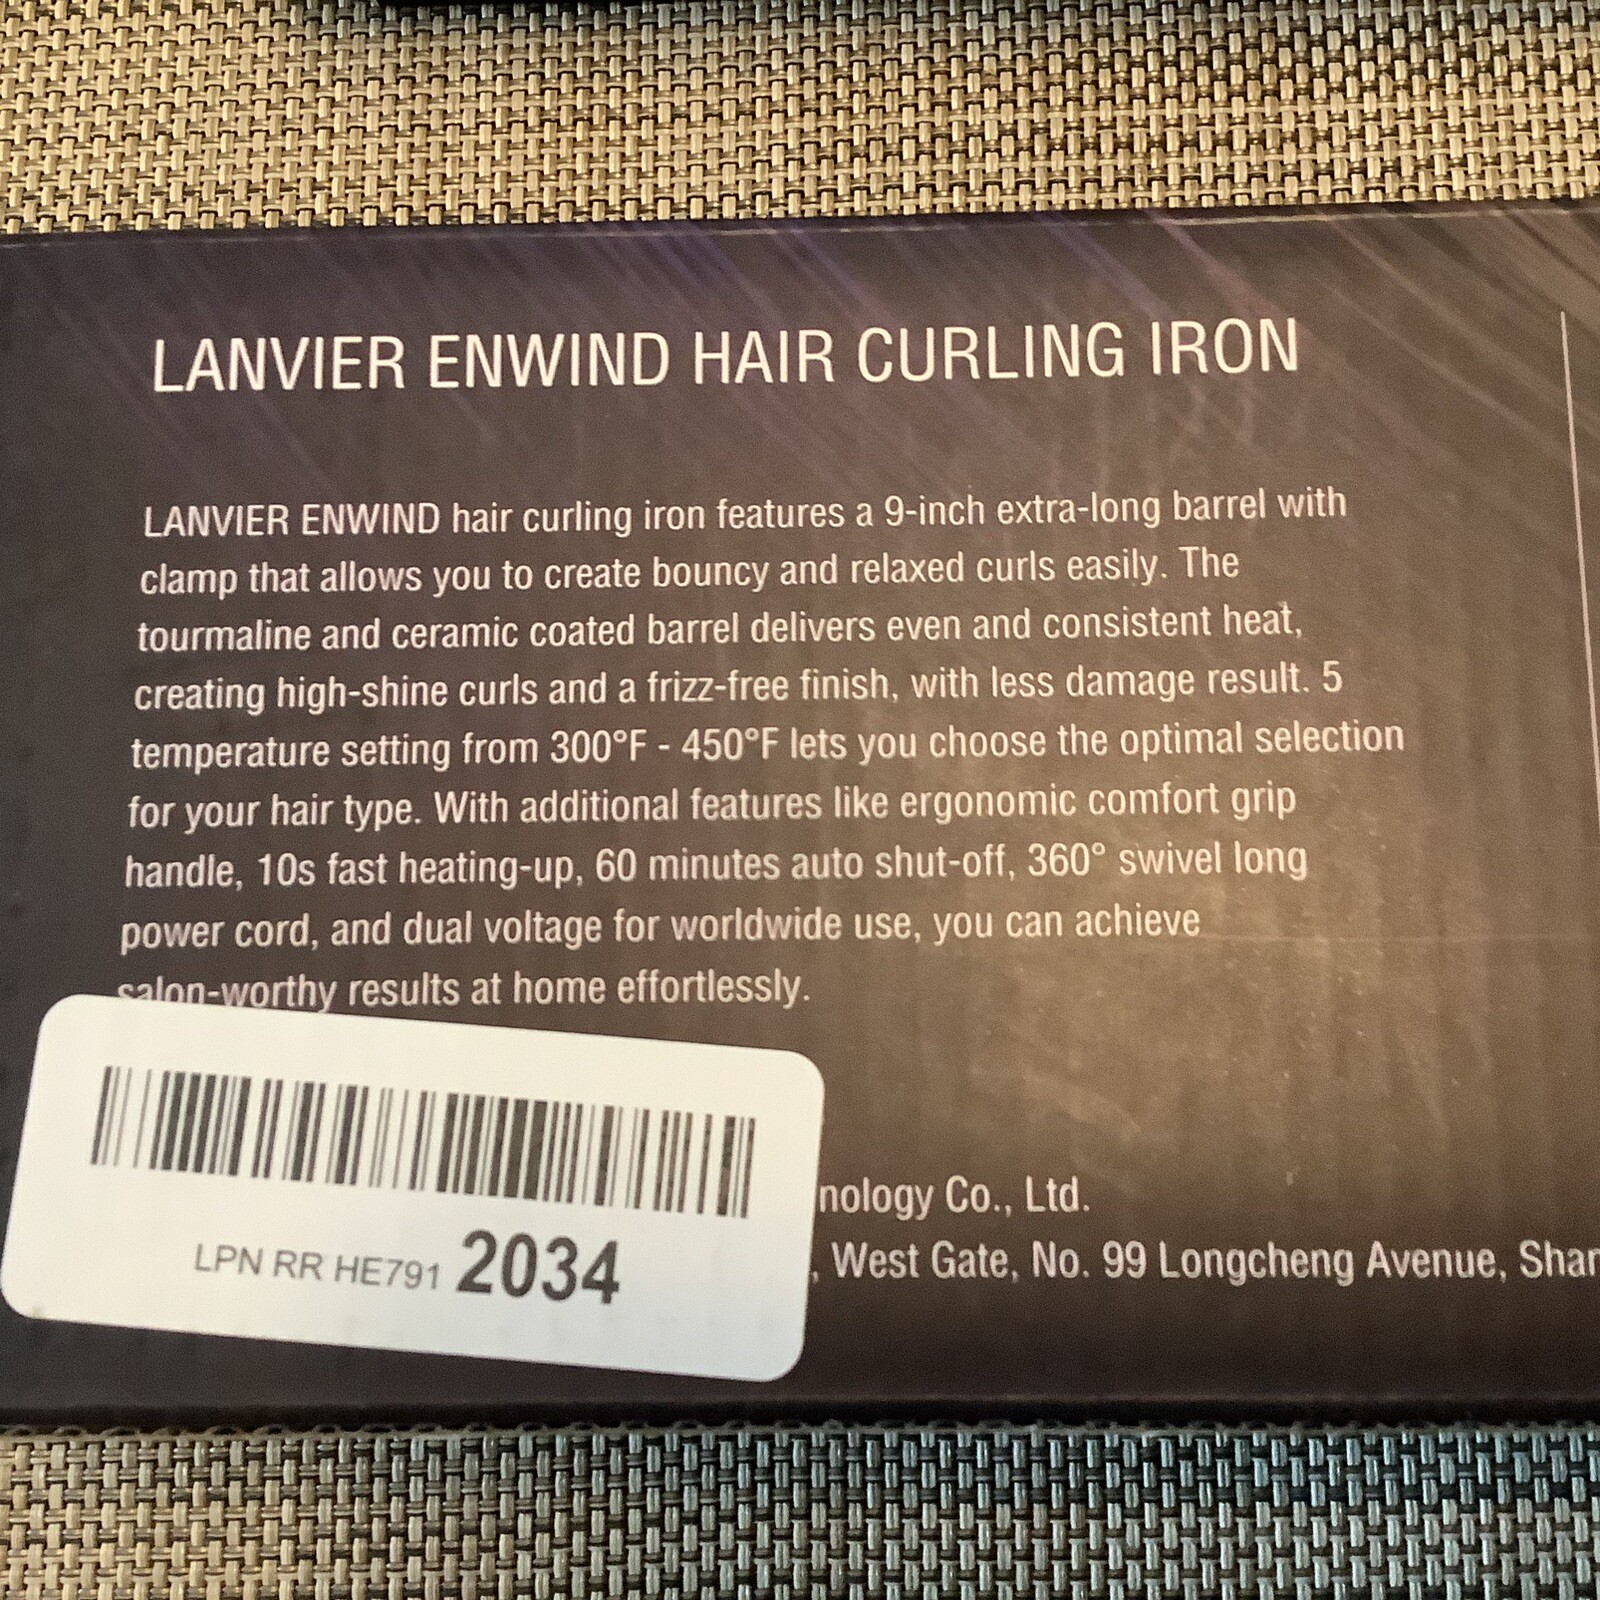 LANVIER ENWIND HAIR CURLING IRON
LANVIER ENWIND hair curling iron features a 9-inch extra-long barrel with
clamp that allows you to create bouncy and relaxed curls easily. The
tourmaline and ceramic coated barrel delivers even and consistent heat,
creating high-shine curls and a frizz-free finish, with less damage result. 5
temperature setting from 300°F - 450°F lets you choose the optimal selection
for your hair type. With additional features like ergonomic comfort grip
handle, 10s fast heating-up, 60 minutes auto shut-off, 360° swivel long
power cord, and dual voltage for worldwide use, you can achieve
salon-worthy results at home effortlessly.
nology Co., Ltd.
, West Gate, No. 99 Longcheng Avenue, Shan
LPN RR HE791 2034